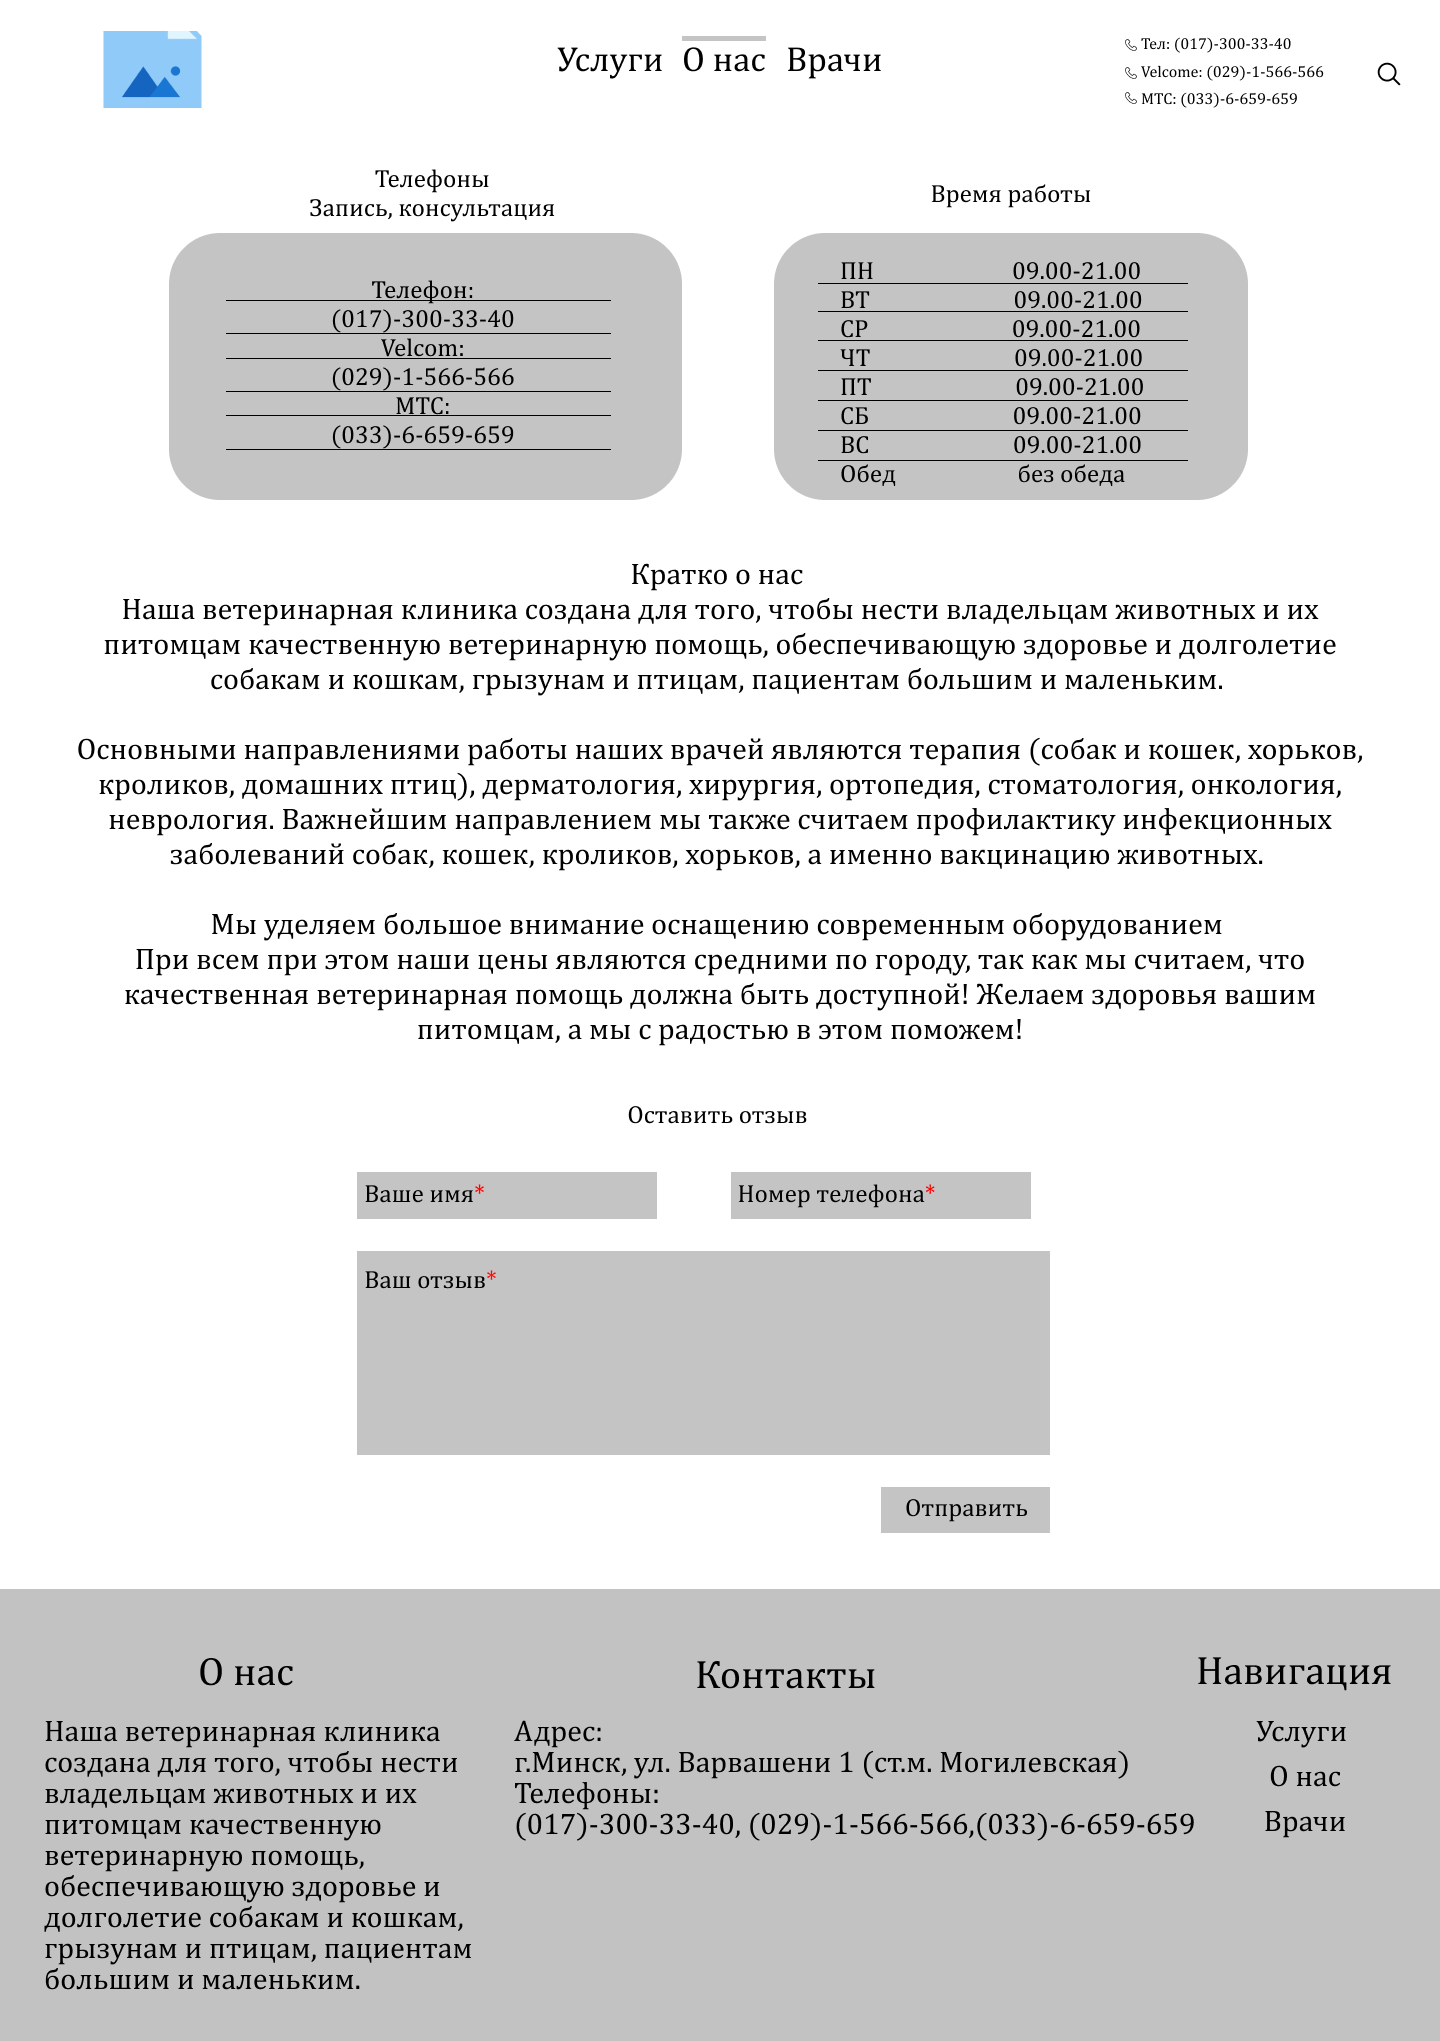 Услуги О нас Врачи
Тел: (017)-300-33-40
Velcome: (029)-1-566-566
МТС: (033)-6-659-659
Телефоны
Запись, консультация
Телефон:
(017)-300-33-40
Velcom:
(029)-1-566-566
МТС:
(033)-6-659-659
Время работы
ПН 09.00-21.00
ВТ 09.00-21.00
СР 09.00-21.00
ЧТ 09.00-21.00
ПТ 09.00-21.00
СБ 09.00-21.00
ВС 09.00-21.00
Обед без обеда
Кратко о нас
Наша ветеринарная клиника создана для того, чтобы нести владельцам животных и их
питомцам качественную ветеринарную помощь, обеспечивающую здоровье и долголетие
собакам и кошкам, грызунам и птицам, пациентам большим и маленьким.
Основными направлениями работы наших врачей являются терапия (собак и кошек, хорьков,
кроликов, домашних птиц), дерматология, хирургия, ортопедия, стоматология, онкология,
неврология. Важнейшим направлением мы также считаем профилактику инфекционных
заболеваний собак, кошек, кроликов, хорьков, а именно вакцинацию животных.
Мы уделяем большое внимание оснащению современным оборудованием
При всем при этом наши цены являются средними по городу, так как мы считаем, что
качественная ветеринарная помощь должна быть доступной! Желаем здоровья вашим
питомцам, а мы с радостью в этом поможем!
Оставить отзыв
Ваше имя*
Номер телефона*
Ваш отзыв*
Отправить
О нас
Наша ветеринарная клиника
создана для того, чтобы нести
владельцам животных и их
питомцам качественную
ветеринарную помощь,
обеспечивающую здоровье и
долголетие собакам и кошкам,
грызунам и птицам, пациентам
большим и маленьким.
Контакты
Адрес:
г.Минск, ул. Варвашени 1 (ст.м. Могилевская)
Телефоны:
(017)-300-33-40, (029)-1-566-566,(033)-6-659-659
Навигация
Услуги
О нас
Врачи